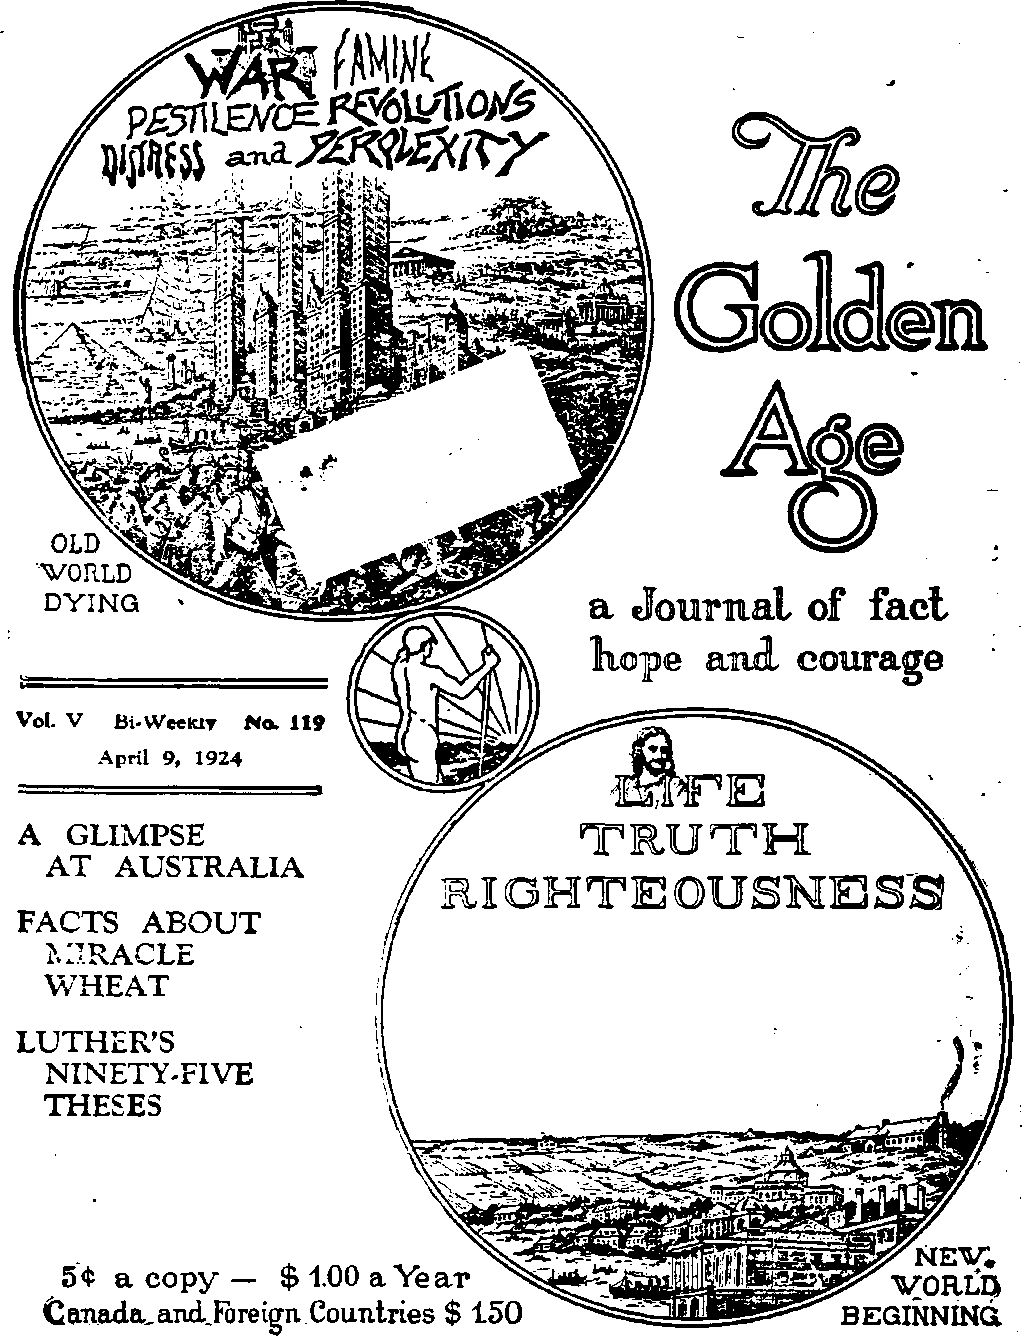 WAR FAMINE
PESTILENCE REVOLUTIONS
DISTRESS and PERPLEXITY
The
Golden
Age
OLD
WORLD
DYING
a Journal of fact
hope and courage
Vol. V Bi-Weekly No. 119
April 9, 1924
A GLIMPSE
AT AUSTRALIA
FACTS ABOUT
MIRACLE
WHEAT
LUTHER'S
NINETY-FIVE
THESES
LIFE
TRUTH
RIGHTEOUSNESS
5¢ a copy — $ 1.00 a Year
Canada and Foreign Countries $ 1.50
NEW
WORLD
BEGINNING